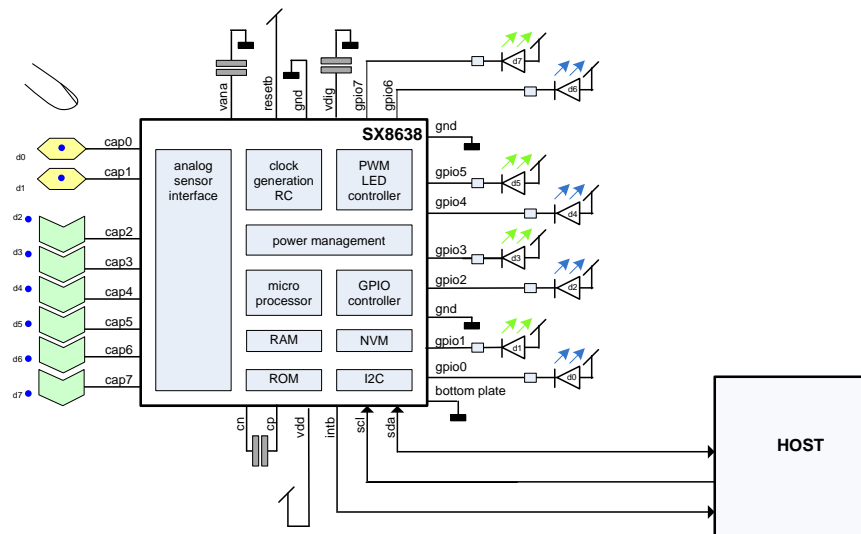 vana
resetb
gnd
vdig
gpio7
gpio6
d7
d6
SX8638
gnd
d0
cap0
d1
cap1
analog
sensor
interface
clock
generation
RC
PWM
LED
controller
gpio5
d5
gpio4
d4
d2
cap2
power management
d3
cap3
gpio3
d3
gpio2
d2
d4
cap4
micro
processor
GPIO
controller
gnd
d5
cap5
RAM
NVM
gpio1
d1
d6
cap6
ROM
I2C
gpio0
d0
d7
cap7
bottom plate
cn
cp
vdd
intb
scl
sda
HOST